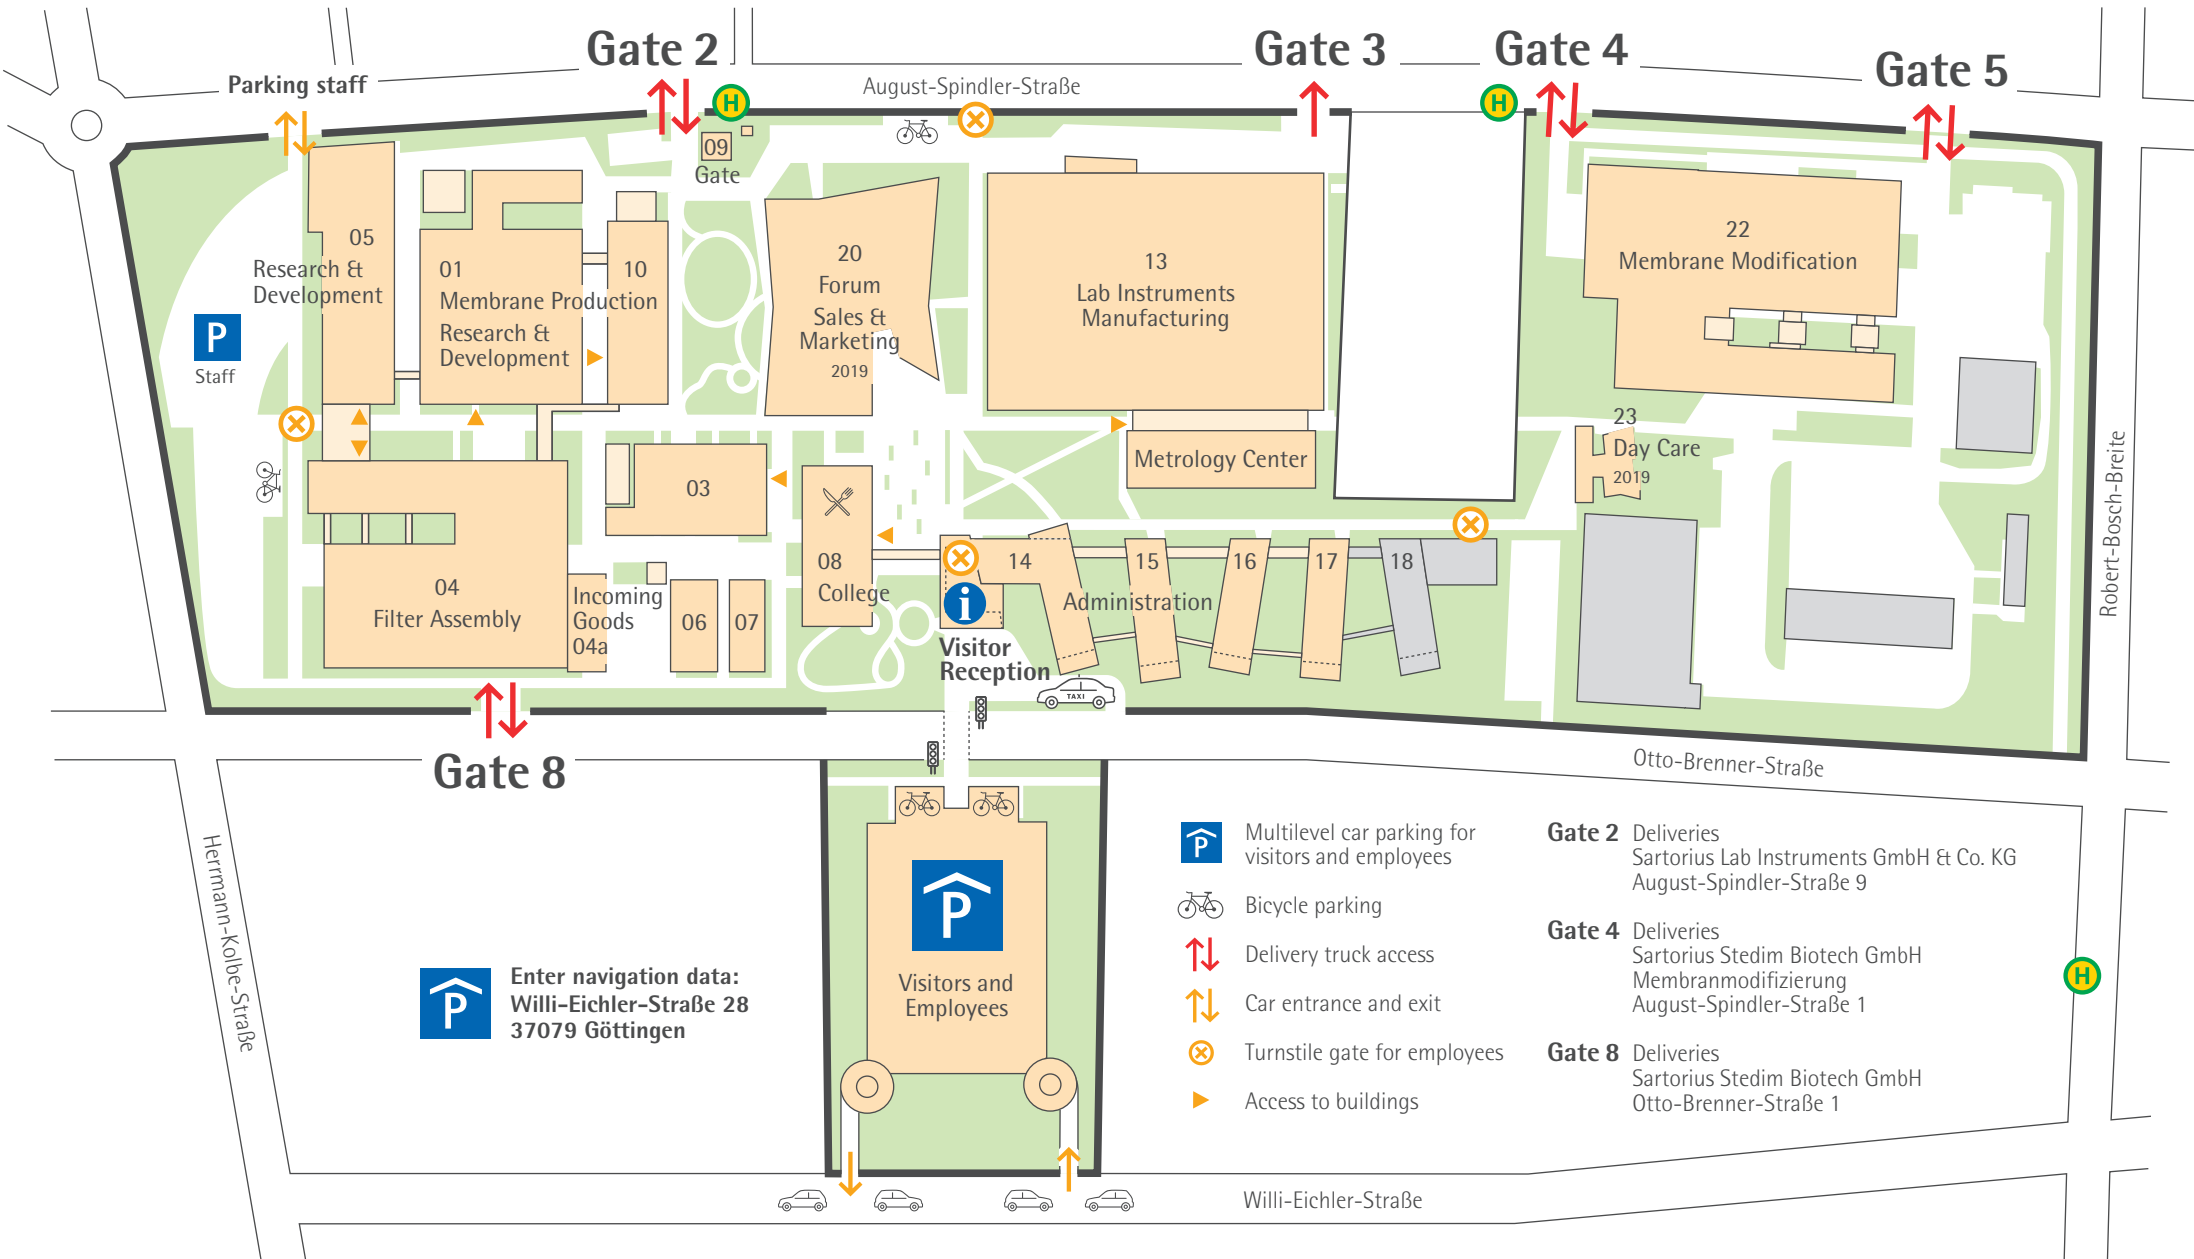 Gate 2
Gate 3
Gate 4
Gate 5
Parking staff
August-Spindler-Straße
H
H
09
Gate
05
Research &
Development
01
Membrane Production
Research &
Development
10
20
Forum
Sales &
Marketing
2019
13
Lab Instruments
Manufacturing
22
Membrane Modification
P
Staff
23
Day Care
2019
Metrology Center
03
Robert-Bosch-Breite
04
Filter Assembly
Incoming
Goods
04a
06
07
08
College
14
15
16
17
18
Administration
i
Visitor
Reception
TAXI
Gate 8
Otto-Brenner-Straße
Herrmann-Kolbe-Straße
P
Visitors and
Employees
P
Enter navigation data:
Willi-Eichler-Straße 28
37079 Göttingen
P
Multilevel car parking for
visitors and employees
Bicycle parking
Delivery truck access
Car entrance and exit
Turnstile gate for employees
Access to buildings
Gate 2 Deliveries
Sartorius Lab Instruments GmbH & Co. KG
August-Spindler-Straße 9
Gate 4 Deliveries
Sartorius Stedim Biotech GmbH
Membranmodifizierung
August-Spindler-Straße 1
Gate 8 Deliveries
Sartorius Stedim Biotech GmbH
Otto-Brenner-Straße 1
H
Willi-Eichler-Straße